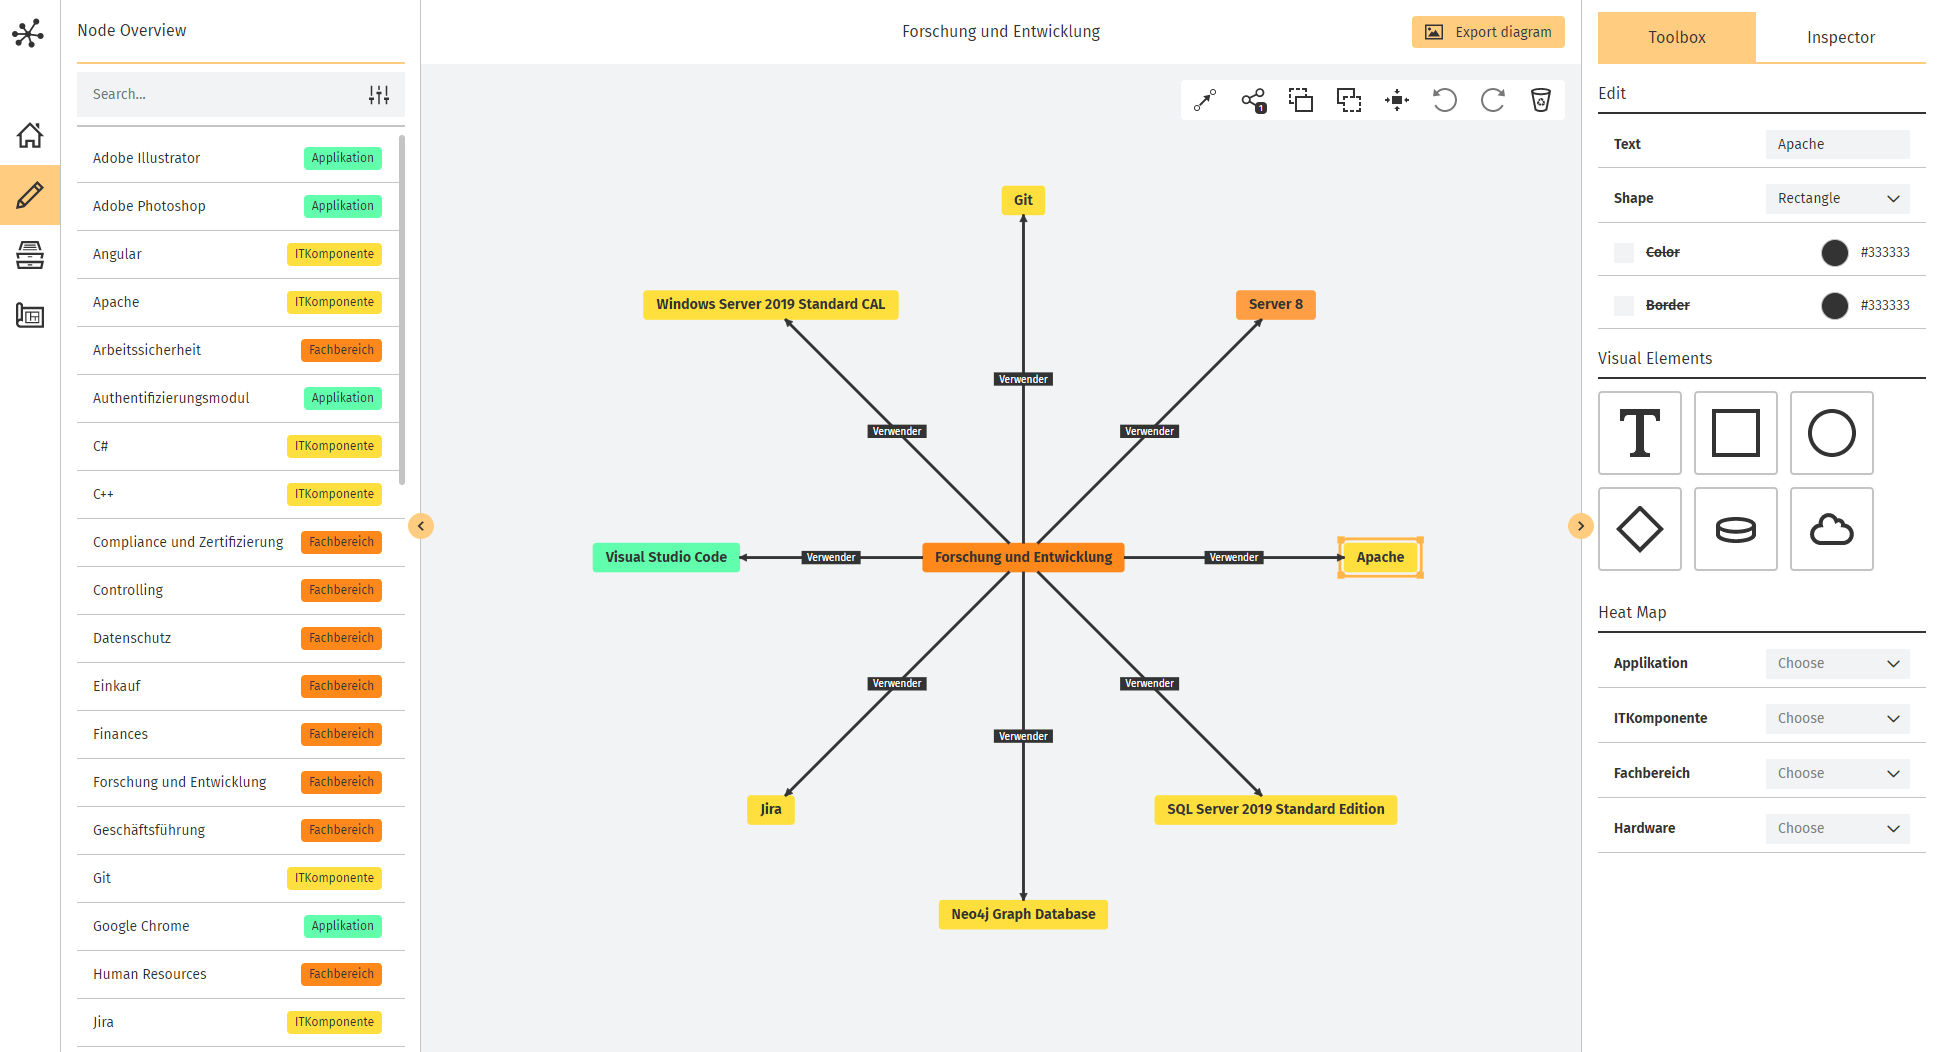 Node Overview
Search...
Adobe Illustrator Applikation
Adobe Photoshop Applikation
Angular ITKomponente
Apache ITKomponente
Arbeitssicherheit Fachbereich
Authentifizierungsmodul Applikation
C# ITKomponente
C++ ITKomponente
Compliance und Zertifizierung Fachbereich
Controlling Fachbereich
Datenschutz Fachbereich
Einkauf Fachbereich
Finances Fachbereich
Forschung und Entwicklung Fachbereich
Geschäftsführung Fachbereich
Git ITKomponente
Google Chrome Applikation
Human Resources Fachbereich
Jira ITKomponente
Forschung und Entwicklung
Export diagram
1
Git
Windows Server 2019 Standard CAL
Server 8
Verwender
Verwender
Verwender
Visual Studio Code
Verwender
Forschung und Entwicklung
Verwender
Apache
Verwender
Verwender
Verwender
Jira
SQL Server 2019 Standard Edition
Neo4j Graph Database
Toolbox
Inspector
Edit
Text Apache
Shape Rectangle
Color #333333
Border #333333
Visual Elements
T
Heat Map
Applikation Choose
ITKomponente Choose
Fachbereich Choose
Hardware Choose